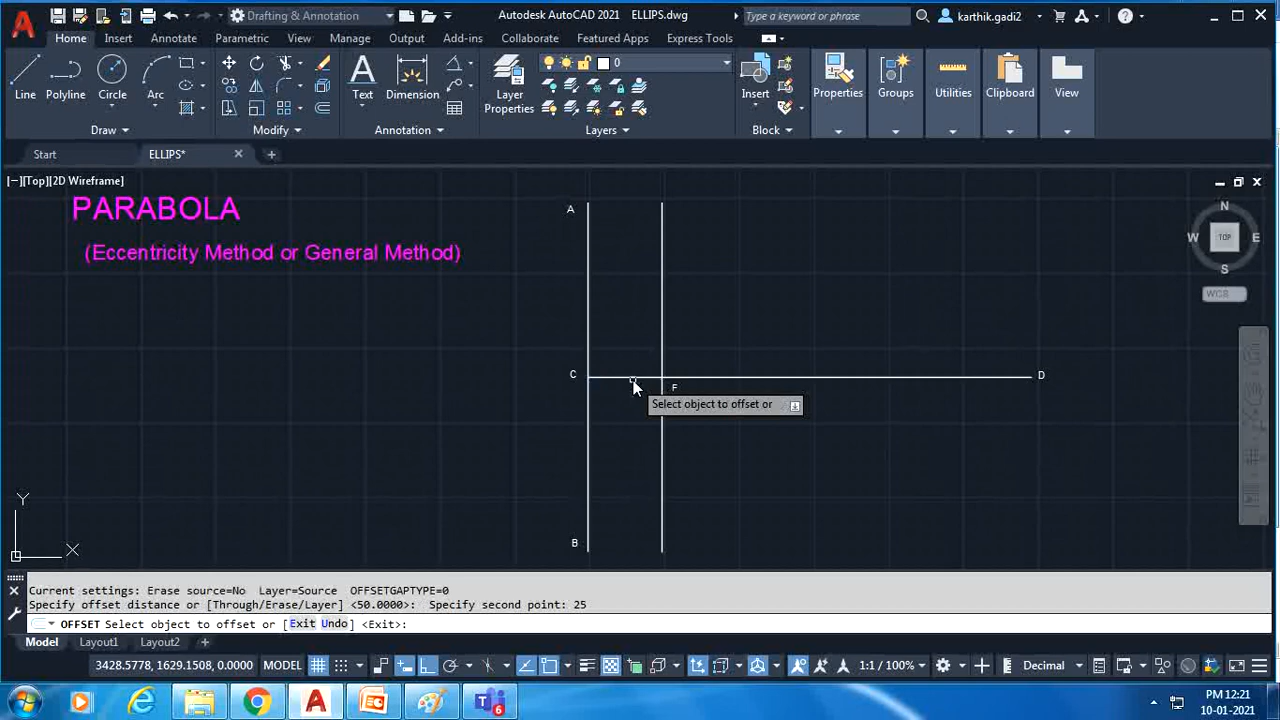 Drafting & Annotation
Autodesk AutoCAD 2021 ELLIPS.dwg
Type a keyword or phrase
karthik.gadi2
Home Insert Annotate Parametric View Manage Output Add-ins Collaborate Featured Apps Express Tools
0
Line Polyline Circle Arc Text Dimension Layer Properties Insert Properties Groups Utilities Clipboard View
Draw Modify Annotation Layers Block
Start ELLIPS*
[−][Top][2D Wireframe]
PARABOLA
(Eccentricity Method or General Method)
A
N
W TOP E
S
WCS
C
D
F
Select object to offset or
Y
B
X
Current settings: Erase source=No Layer=Source OFFSETGAPTYPE=0
Specify offset distance or [Through/Erase/Layer] <50.0000>: Specify second point: 25
OFFSET Select object to offset or [Exit Undo] <Exit>:
Model Layout1 Layout2
3428.5778, 1629.1508, 0.0000 MODEL 1:1 / 100% Decimal
6
PM 12:21
10-01-2021